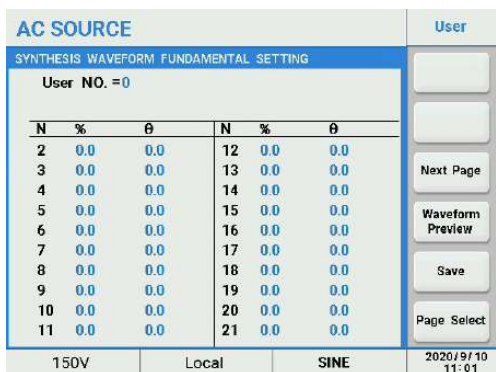 AC SOURCE
User
SYNTHESIS WAVEFORM FUNDAMENTAL SETTING
User NO. =0
N % θ N % θ
2 0.0 0.0 12 0.0 0.0
3 0.0 0.0 13 0.0 0.0
4 0.0 0.0 14 0.0 0.0
5 0.0 0.0 15 0.0 0.0
6 0.0 0.0 16 0.0 0.0
7 0.0 0.0 17 0.0 0.0
8 0.0 0.0 18 0.0 0.0
9 0.0 0.0 19 0.0 0.0
10 0.0 0.0 20 0.0 0.0
11 0.0 0.0 21 0.0 0.0
Next Page
Waveform
Preview
Save
Page Select
150V Local SINE
2020/9/10
11:01